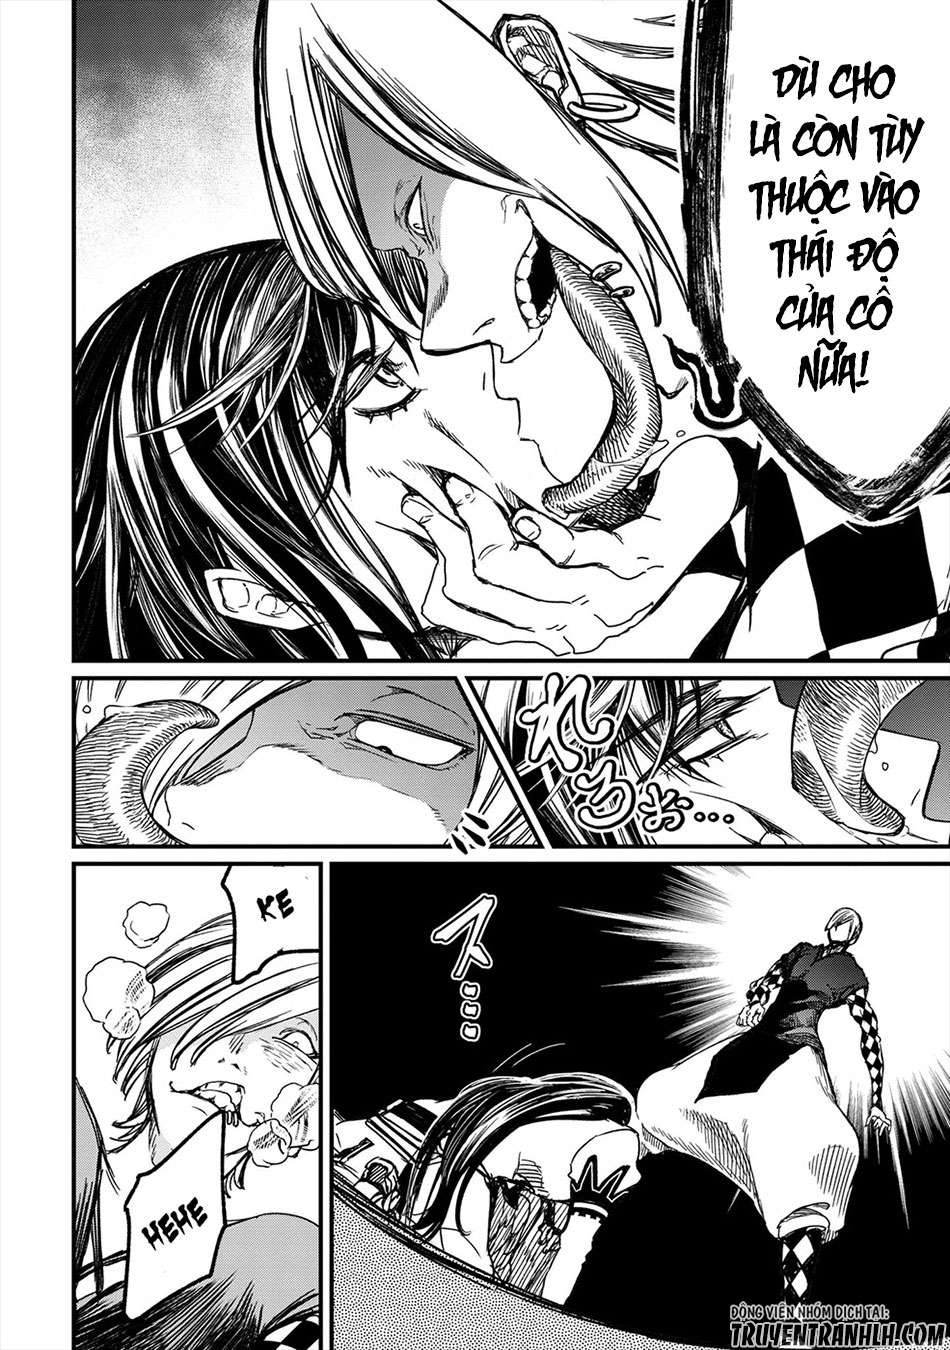 DÙ CHO
LÀ CÒN TÙY
THUỘC VÀO
THÁI ĐỘ
CỦA CÔ
NỮA!
れろぉ…
KE
ス…
HEHE
ĐỘNG VIÊN NHÓM DỊCH TẠI:
TRUYENTRANHLH.COM